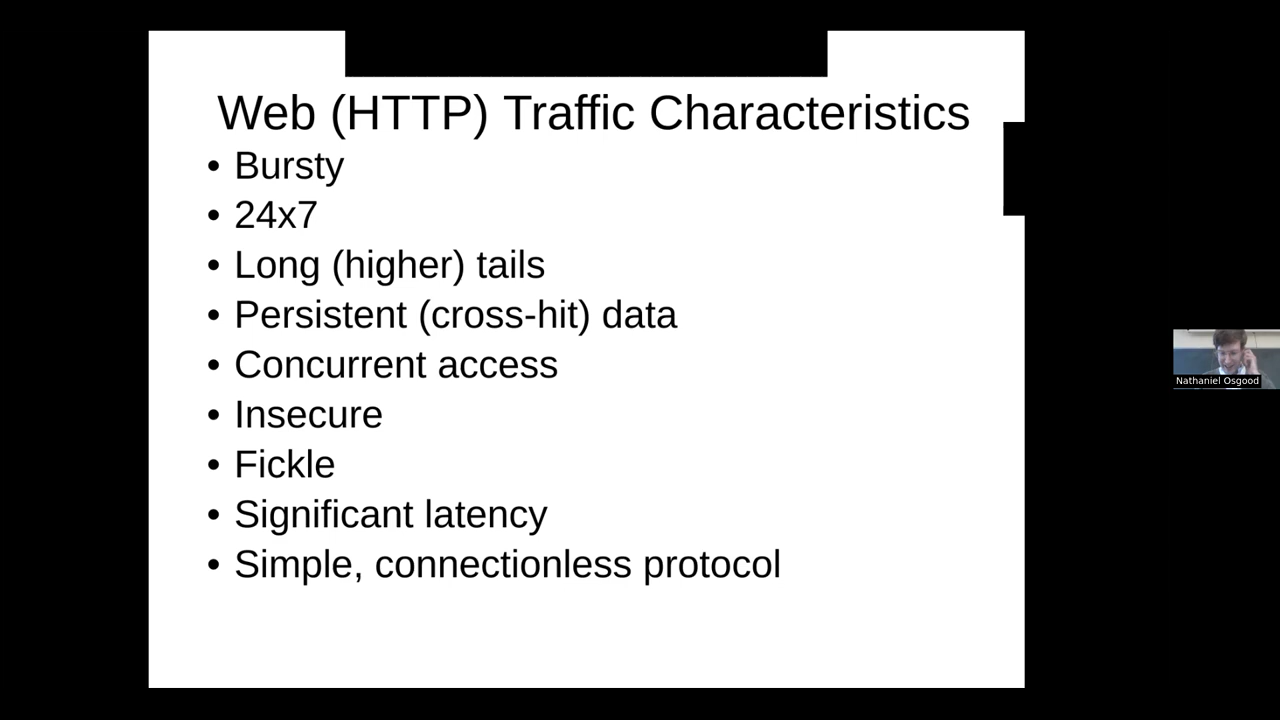 Web (HTTP) Traffic Characteristics
• Bursty
• 24x7
• Long (higher) tails
• Persistent (cross-hit) data
• Concurrent access
• Insecure
• Fickle
• Significant latency
• Simple, connectionless protocol
Nathaniel Osgood